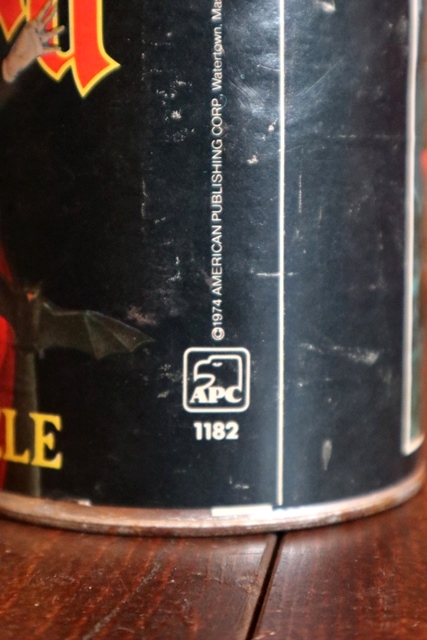 ©1974 AMERICAN PUBLISHING CORP., Watertown, Ma
APC
1182